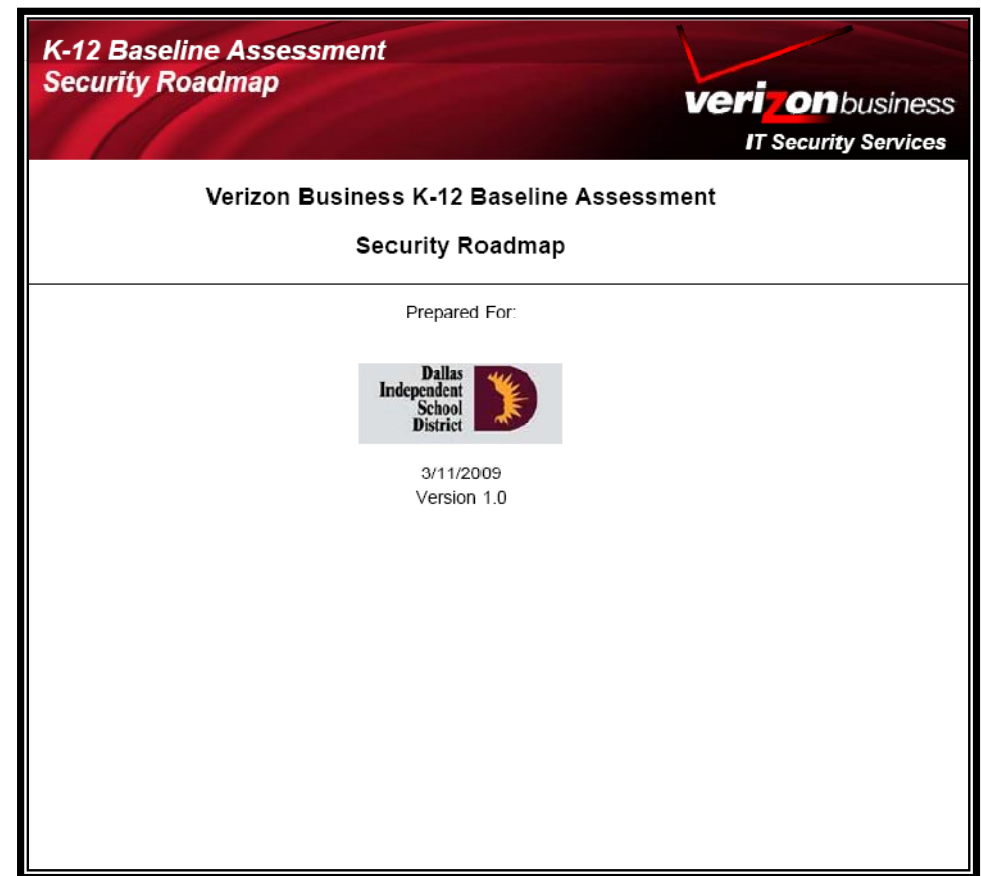 K-12 Baseline Assessment
Security Roadmap
verizonbusiness
IT Security Services
Verizon Business K-12 Baseline Assessment
Security Roadmap
Prepared For:
Dallas
Independent
School
District
3/11/2009
Version 1.0